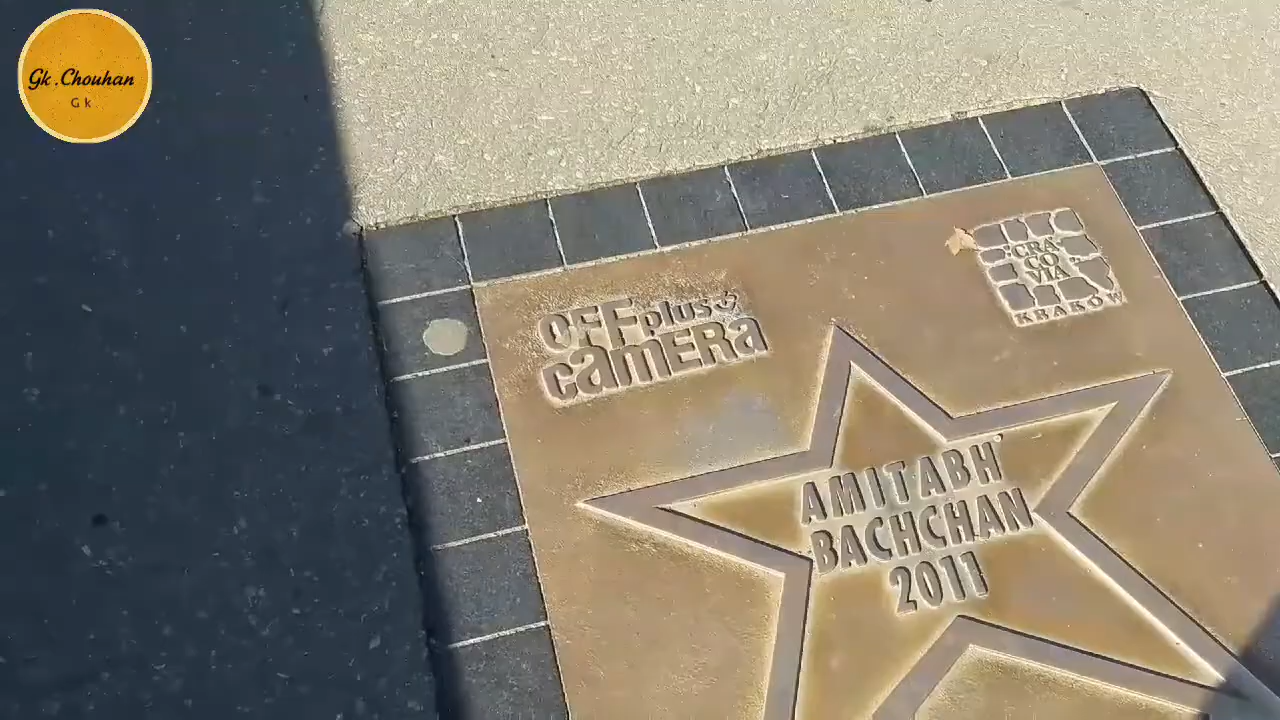 Gk .Chouhan
Gk
OFF plus
CAMERA
CRA
CO
VIA
KRAKÓW
AMITABH
BACHCHAN
2011